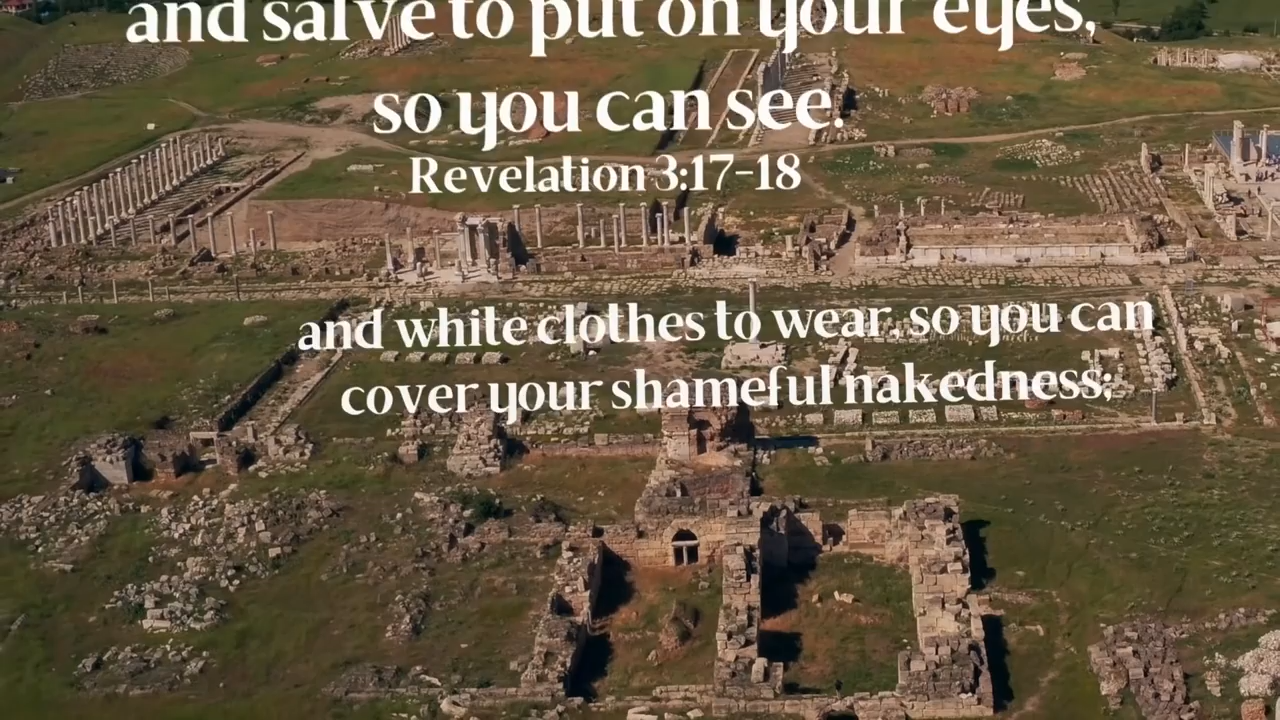 and salve to put on your eyes,
so you can see.
Revelation 3:17-18
and white clothes to wear, so you can
cover your shameful nakedness;